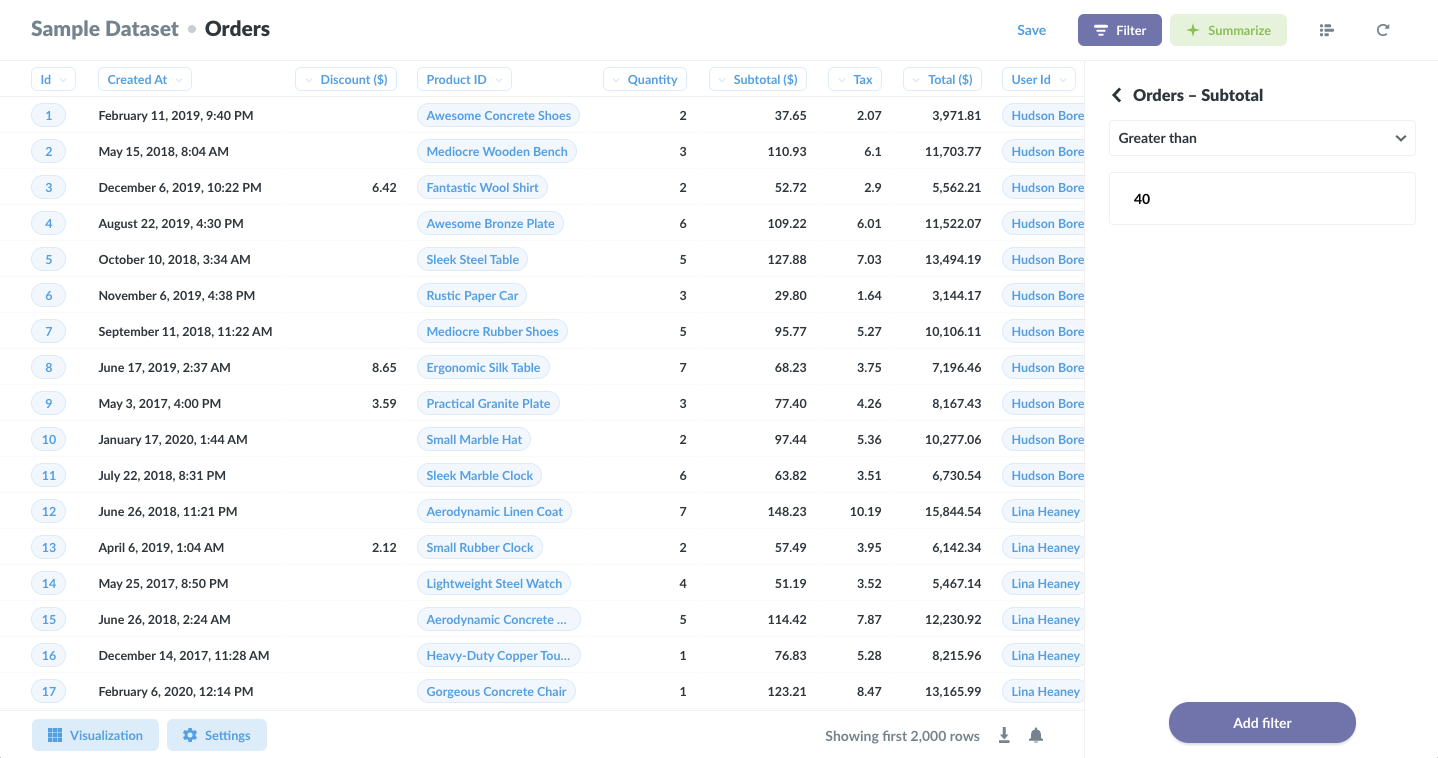 Sample Dataset • Orders
Save Filter Summarize
Id Created At Discount ($) Product ID Quantity Subtotal ($) Tax Total ($) User Id
1 February 11, 2019, 9:40 PM Awesome Concrete Shoes 2 37.65 2.07 3,971.81 Hudson Bore
2 May 15, 2018, 8:04 AM Mediocre Wooden Bench 3 110.93 6.1 11,703.77 Hudson Bore
3 December 6, 2019, 10:22 PM 6.42 Fantastic Wool Shirt 2 52.72 2.9 5,562.21 Hudson Bore
4 August 22, 2019, 4:30 PM Awesome Bronze Plate 6 109.22 6.01 11,522.07 Hudson Bore
5 October 10, 2018, 3:34 AM Sleek Steel Table 5 127.88 7.03 13,494.19 Hudson Bore
6 November 6, 2019, 4:38 PM Rustic Paper Car 3 29.80 1.64 3,144.17 Hudson Bore
7 September 11, 2018, 11:22 AM Mediocre Rubber Shoes 5 95.77 5.27 10,106.11 Hudson Bore
8 June 17, 2019, 2:37 AM 8.65 Ergonomic Silk Table 7 68.23 3.75 7,196.46 Hudson Bore
9 May 3, 2017, 4:00 PM 3.59 Practical Granite Plate 3 77.40 4.26 8,167.43 Hudson Bore
10 January 17, 2020, 1:44 AM Small Marble Hat 2 97.44 5.36 10,277.06 Hudson Bore
11 July 22, 2018, 8:31 PM Sleek Marble Clock 6 63.82 3.51 6,730.54 Hudson Bore
12 June 26, 2018, 11:21 PM Aerodynamic Linen Coat 7 148.23 10.19 15,844.54 Lina Heaney
13 April 6, 2019, 1:04 AM 2.12 Small Rubber Clock 2 57.49 3.95 6,142.34 Lina Heaney
14 May 25, 2017, 8:50 PM Lightweight Steel Watch 4 51.19 3.52 5,467.14 Lina Heaney
15 June 26, 2018, 2:24 AM Aerodynamic Concrete ... 5 114.42 7.87 12,230.92 Lina Heaney
16 December 14, 2017, 11:28 AM Heavy-Duty Copper Tou... 1 76.83 5.28 8,215.96 Lina Heaney
17 February 6, 2020, 12:14 PM Gorgeous Concrete Chair 1 123.21 8.47 13,165.99 Lina Heaney
Visualization Settings Showing first 2,000 rows
Orders – Subtotal
Greater than
40
Add filter